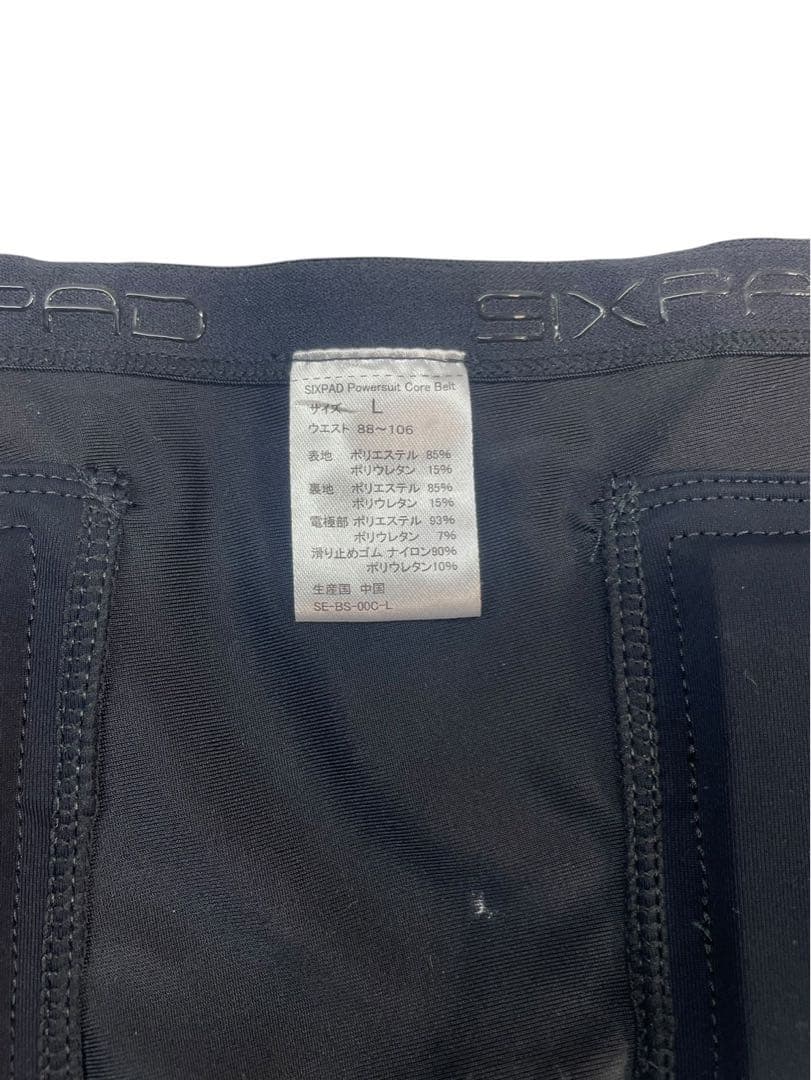 PAD SIXPA
SIXPAD Powersuit Core Belt
サイズ L
ウエスト 88〜106
表地 ポリエステル 85%
ポリウレタン 15%
裏地 ポリエステル 85%
ポリウレタン 15%
電極部 ポリエステル 93%
ポリウレタン 7%
滑り止めゴム ナイロン90%
ポリウレタン10%
生産国 中国
SE-BS-00C-L